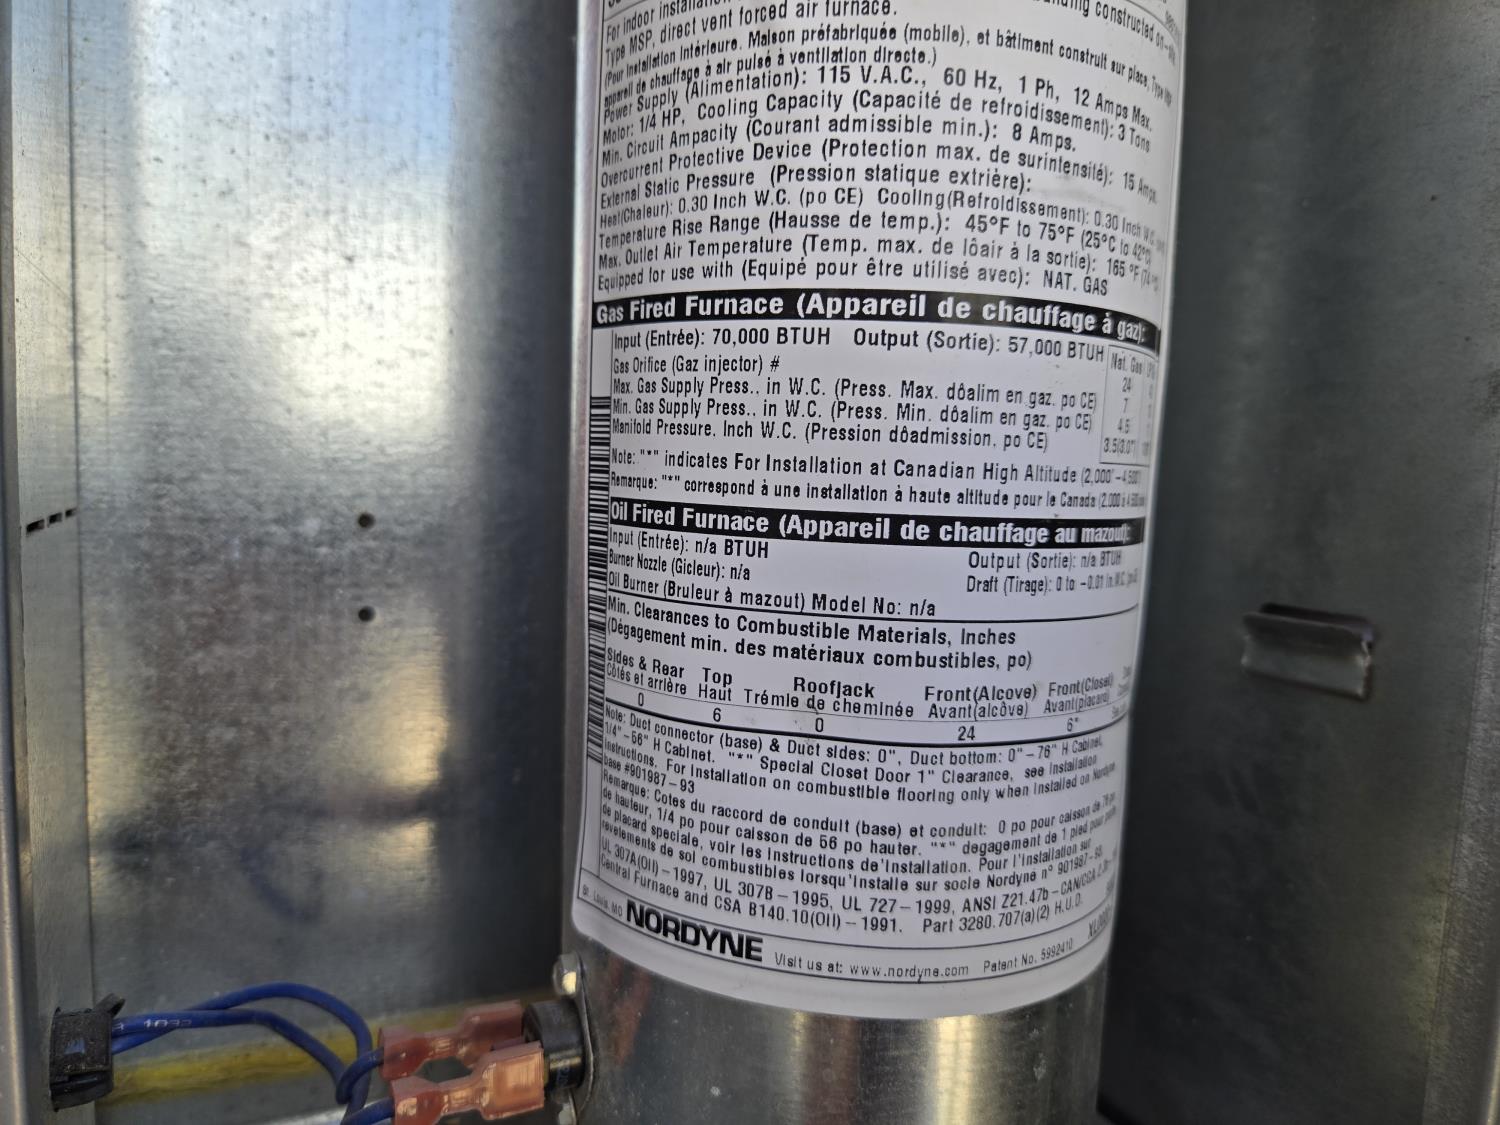 For indoor
Type MSP, direct vent forced air furnace.
(Pour Installation Intérieure. Maison préfabriquée (mobile), et bâtiment construit sur place, Type
appareil de chauffage à air pulsé à ventilation directe.)
Power Supply (Alimentation): 115 V.A.C., 60 Hz, 1 Ph, 12 Amps Max.
Motor: 1/4 HP, Cooling Capacity (Capacité de refroidissement): 3 Tons
Min. Circuit Ampacity (Courant admissible min.): 8 Amps.
Overcurrent Protective Device (Protection max. de surintensité): 15 Amps
External Static Pressure (Pression statique extrière):
Heat(Chaleur): 0.30 Inch W.C. (po CE) Cooling(Refroidissement): 0.30 Inch
Temperature Rise Range (Hausse de temp.): 45°F to 75°F (25°C to 42°C)
Max. Outlet Air Temperature (Temp. max. de lôair à la sortie): 165 °F
Equipped for use with (Equipé pour être utilisé avec): NAT. GAS
Gas Fired Furnace (Appareil de chauffage à gaz):
Input (Entrée): 70,000 BTUH Output (Sortie): 57,000 BTUH Nat. Gas
Gas Orifice (Gaz injector) # 24
Max. Gas Supply Press., in W.C. (Press. Max. dôalim en gaz. po CE) 7
Min. Gas Supply Press., in W.C. (Press. Min. dôalim en gaz. po CE) 4.5
Manifold Pressure. Inch W.C. (Pression dôadmission, po CE) 3.5(3.0*)
Note: "*" indicates For Installation at Canadian High Altitude (2,000'-4,500')
Remarque: "*" correspond à une installation à haute altitude pour le Canada
Oil Fired Furnace (Appareil de chauffage au mazout):
Input (Entrée): n/a BTUH Output (Sortie): n/a BTUH
Burner Nozzle (Gicleur): n/a Draft (Tirage): 0 to -0.01 In.
Oil Burner (Bruleur à mazout) Model No: n/a
Min. Clearances to Combustible Materials, Inches
(Dégagement min. des matériaux combustibles, po)
Sides & Rear Top Roofjack Front(Alcove) Front(Closet)
Côtés et arrière Haut Trémie de cheminée Avant(alcôve) Avant(placard)
0 6 0 24 6*
Note: Duct connector (base) & Duct sides: 0", Duct bottom: 0"-76" H Cabinet,
1/4"-56" H Cabinet. "*" Special Closet Door 1" Clearance, see Installation
Instructions. For Installation on combustible flooring only when installed on Nordyne
base #901987-93
Remarque: Cotes du raccord de conduit (base) et conduit: 0 po pour caisson de 76 po
de hauteur, 1/4 po pour caisson de 56 po hauter. "*" degagement de 1 pied pour
de placard speciale, voir les Instructions de'Installation. Pour l'Installation sur
revelements de sol combustibles lorsqu'Installe sur socle Nordyne n° 901987-93.
UL 307A(Oil)-1997, UL 307B-1995, UL 727-1999, ANSI Z21.47b-CAN/CGA
Central Furnace and CSA B140.10(Oil)-1991. Part 3280.707(a)(2) H.U.D.
St. Louis, MO NORDYNE Visit us at: www.nordyne.com Patent No. 5992410
1032